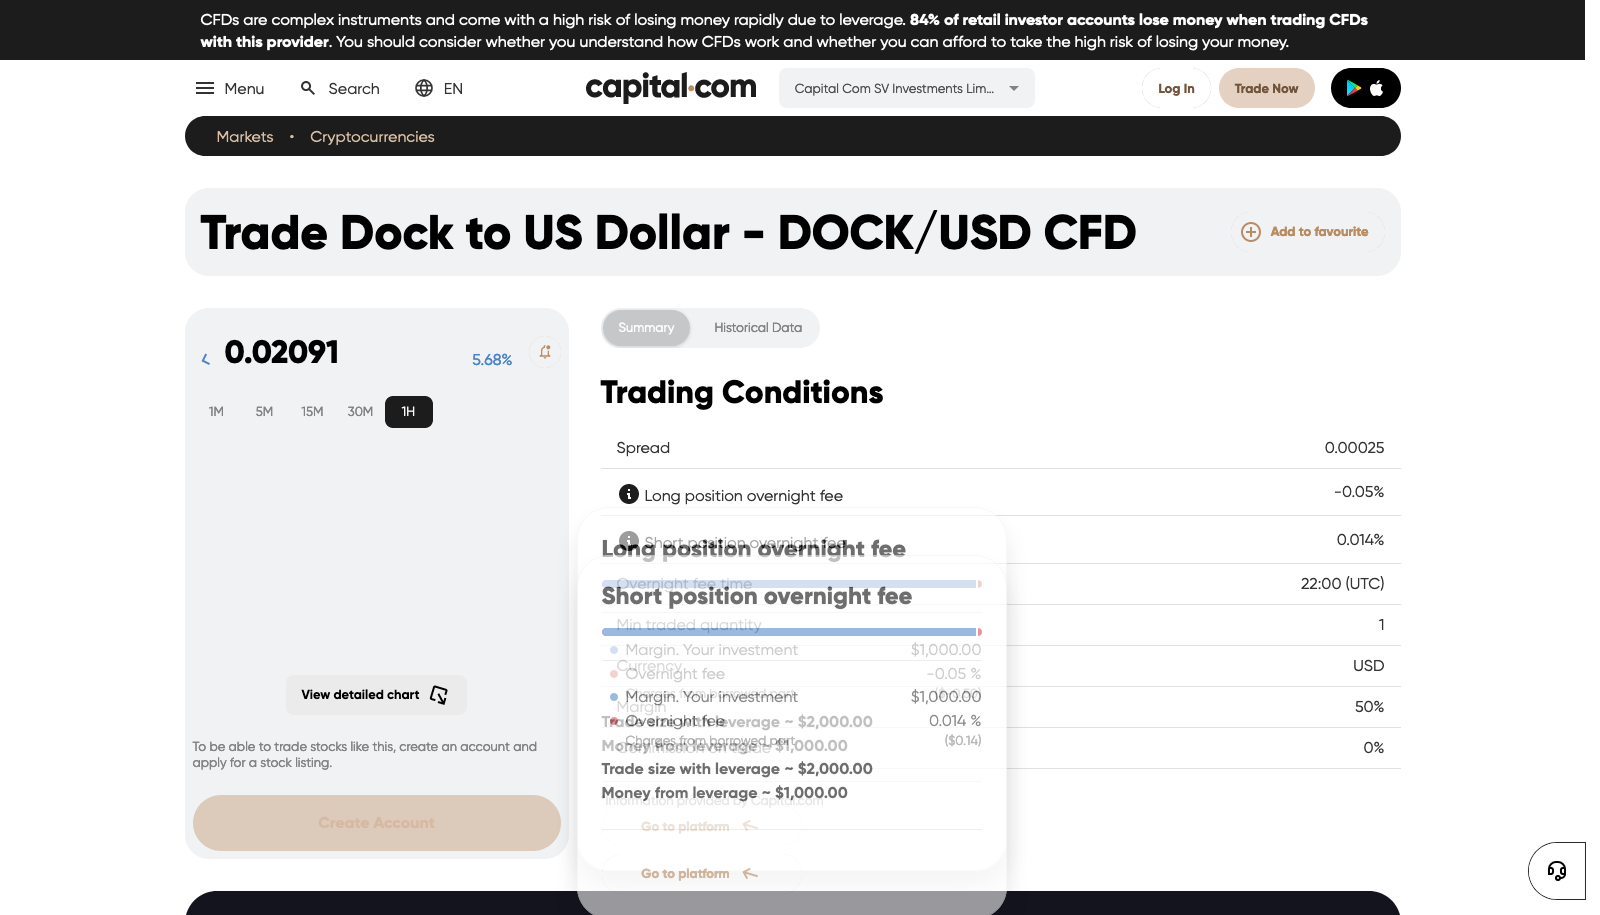 CFDs are complex instruments and come with a high risk of losing money rapidly due to leverage. 84% of retail investor accounts lose money when trading CFDs
with this provider. You should consider whether you understand how CFDs work and whether you can afford to take the high risk of losing your money.
Menu Search EN
capital.com
Capital Com SV Investments Lim...
Log In
Trade Now
Markets • Cryptocurrencies
Trade Dock to US Dollar - DOCK/USD CFD
Add to favourite
0.02091
5.68%
1M 5M 15M 30M 1H
View detailed chart
To be able to trade stocks like this, create an account and
apply for a stock listing.
Create Account
Summary Historical Data
Trading Conditions
Spread 0.00025
Long position overnight fee -0.05%
Short position overnight fee 0.014%
Overnight fee time 22:00 (UTC)
Min traded quantity 1
Currency USD
Margin 50%
Commission on trade 0%
Information provided by Capital.com
Long position overnight fee
Margin. Your investment $1,000.00
Overnight fee -0.05 %
Charges from borrowed part
Trade size with leverage ~ $2,000.00
Money from leverage ~ $1,000.00
Go to platform
Short position overnight fee
Margin. Your investment $1,000.00
Overnight fee 0.014 %
Charges from borrowed part ($0.14)
Trade size with leverage ~ $2,000.00
Money from leverage ~ $1,000.00
Go to platform